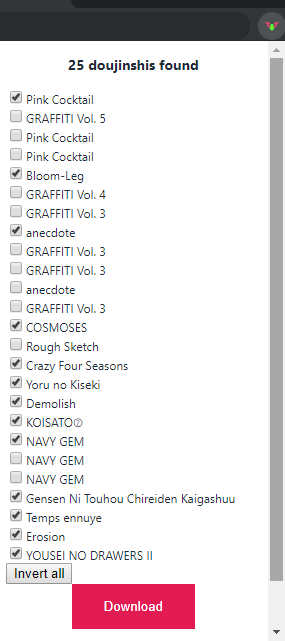 25 doujinshis found
Pink Cocktail
GRAFFITI Vol. 5
Pink Cocktail
Pink Cocktail
Bloom-Leg
GRAFFITI Vol. 4
GRAFFITI Vol. 3
anecdote
GRAFFITI Vol. 3
GRAFFITI Vol. 3
anecdote
GRAFFITI Vol. 3
COSMOSES
Rough Sketch
Crazy Four Seasons
Yoru no Kiseki
Demolish
KOISATO⑦
NAVY GEM
NAVY GEM
NAVY GEM
Gensen Ni Touhou Chireiden Kaigashuu
Temps ennuye
Erosion
YOUSEI NO DRAWERS II
Invert all
Download